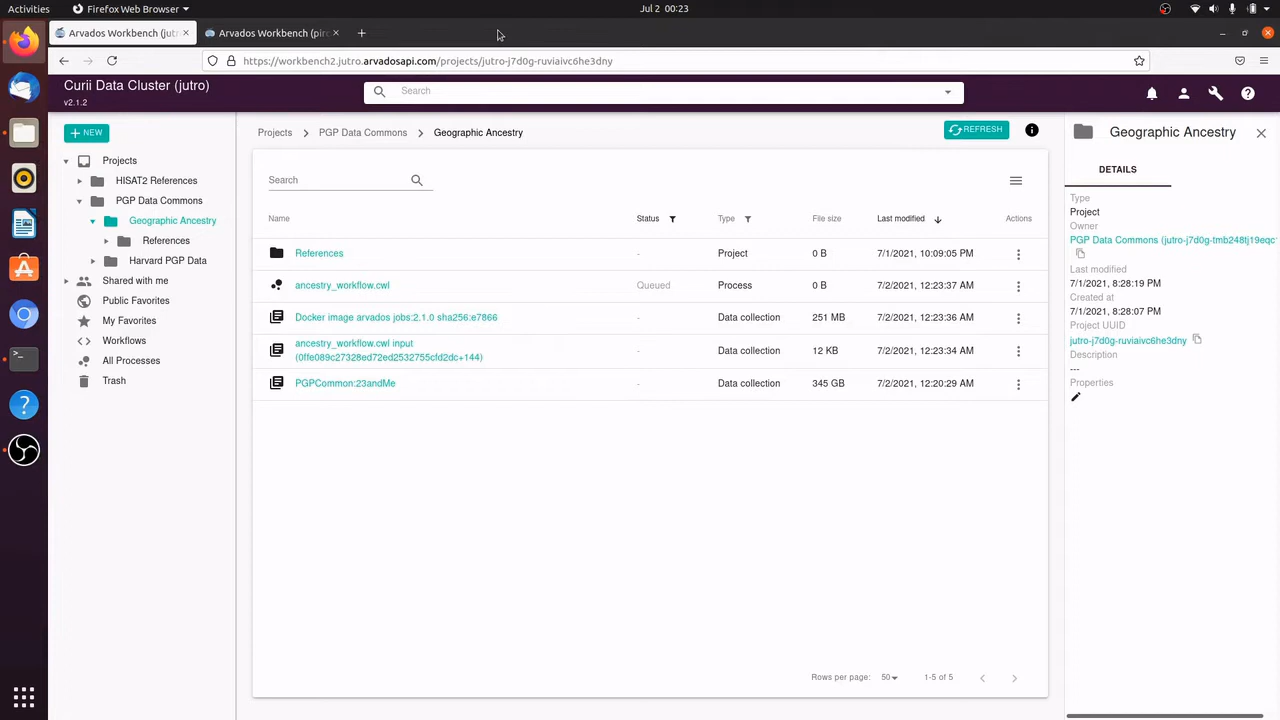 Activities
Firefox Web Browser
Jul 2 00:23
Arvados Workbench (jutr
Arvados Workbench (pirc
https://workbench2.jutro.arvadosapi.com/projects/jutro-j7d0g-ruviaivc6he3dny
Curii Data Cluster (jutro)
v2.1.2
Search
+ NEW
Projects
HISAT2 References
PGP Data Commons
Geographic Ancestry
References
Harvard PGP Data
Shared with me
Public Favorites
My Favorites
Workflows
All Processes
Trash
Projects
PGP Data Commons
Geographic Ancestry
REFRESH
Search
Name
Status
Type
File size
Last modified
Actions
References - Project 0 B 7/1/2021, 10:09:05 PM
ancestry_workflow.cwl Queued Process 0 B 7/2/2021, 12:23:37 AM
Docker image arvados jobs:2.1.0 sha256:e7866 - Data collection 251 MB 7/2/2021, 12:23:36 AM
ancestry_workflow.cwl input
(0ffe089c27328ed72ed2532755cfd2dc+144) - Data collection 12 KB 7/2/2021, 12:23:34 AM
PGPCommon:23andMe - Data collection 345 GB 7/2/2021, 12:20:29 AM
Rows per page: 50 1-5 of 5
Geographic Ancestry
DETAILS
Type
Project
Owner
PGP Data Commons (jutro-j7d0g-tmb248tj19eqc
Last modified
7/1/2021, 8:28:19 PM
Created at
7/1/2021, 8:28:07 PM
Project UUID
jutro-j7d0g-ruviaivc6he3dny
Description
---
Properties